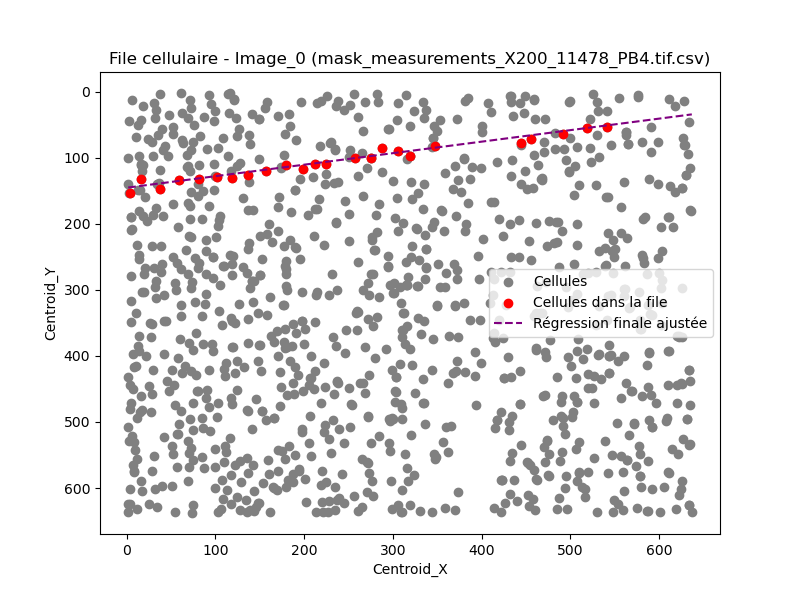 File cellulaire - Image_0 (mask_measurements_X200_11478_PB4.tif.csv)
0
100
200
300
400
500
600
Centroid_Y
Cellules
Cellules dans la file
Régression finale ajustée
0 100 200 300 400 500 600
Centroid_X